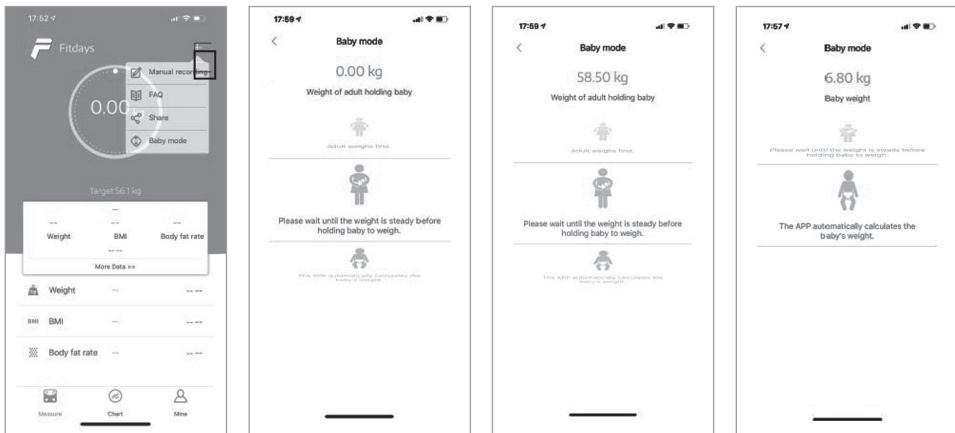 17:52
Fitdays
+
Manual recording
FAQ
Share
Baby mode
0.00
Target:56.1 kg
--
-- -- --
Weight BMI Body fat rate
-- --
More Data >>
Weight -- -- --
BMI BMI -- -- --
Body fat rate -- -- --
Measure Chart Mine
17:59
<
Baby mode
0.00 kg
Weight of adult holding baby
Adult weighs first.
Please wait until the weight is steady before
holding baby to weigh.
The APP automatically calculates the
baby's weight.
17:59
<
Baby mode
58.50 kg
Weight of adult holding baby
Adult weighs first.
Please wait until the weight is steady before
holding baby to weigh.
The APP automatically calculates the
baby's weight.
17:57
<
Baby mode
6.80 kg
Baby weight
Please wait until the weight is steady before
holding baby to weigh.
The APP automatically calculates the
baby's weight.